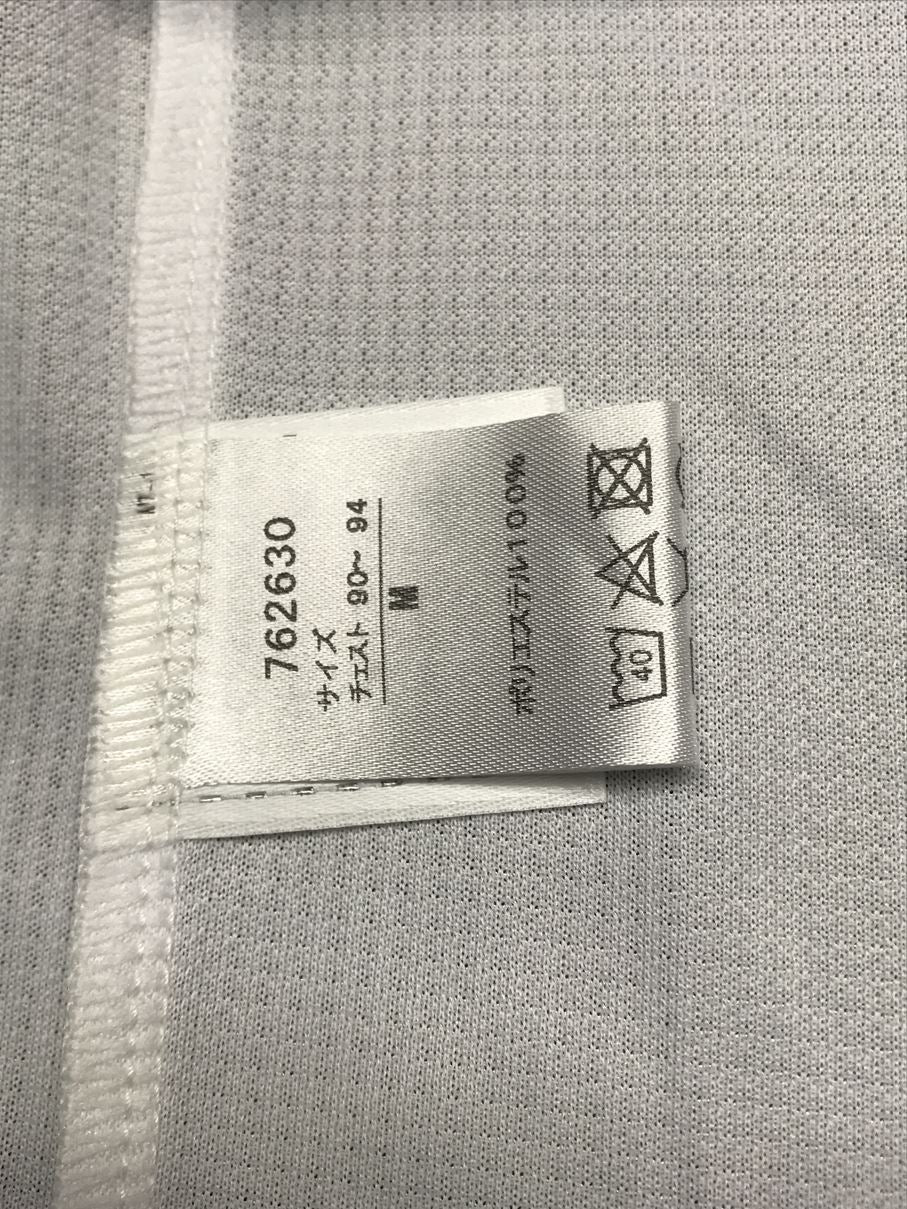 762630
サイズ
チェスト 90～ 94
M
ポリエステル100%
40